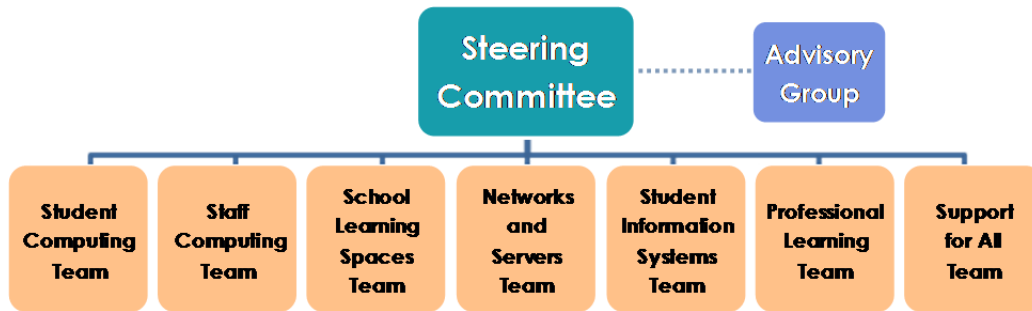 Steering
Committee
Advisory
Group
Student
Computing
Team
Staff
Computing
Team
School
Learning
Spaces
Team
Networks
and
Servers
Team
Student
Information
Systems
Team
Professional
Learning
Team
Support
for All
Team